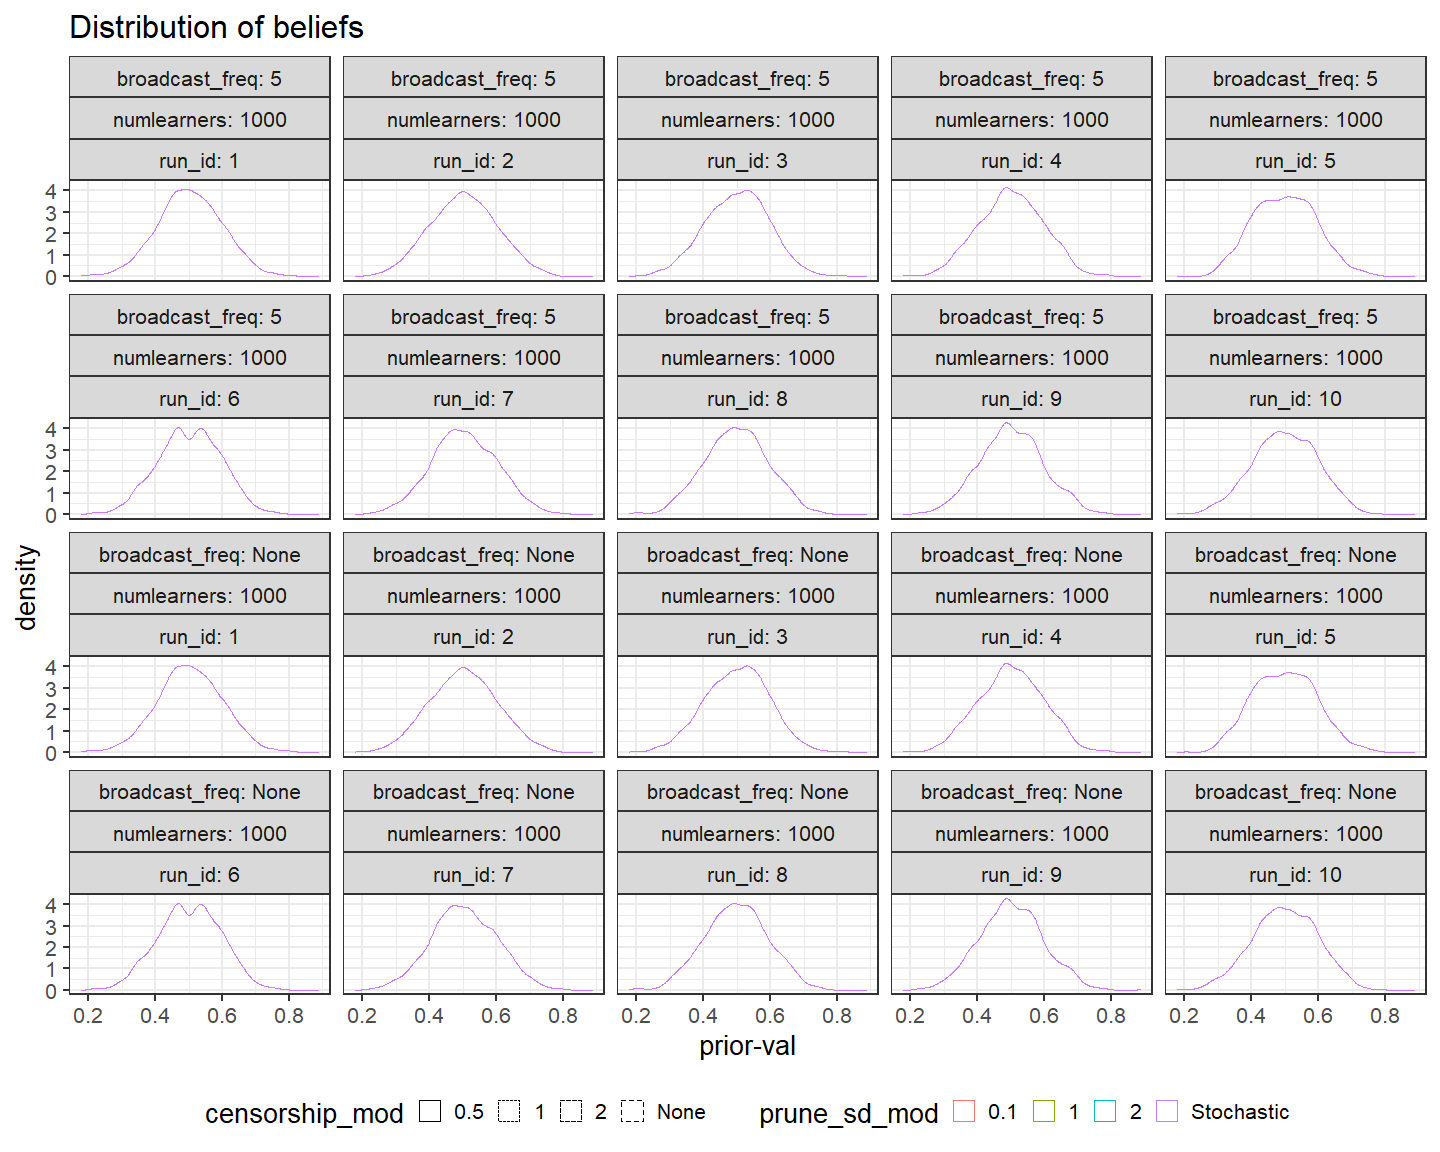 Distribution of beliefs
broadcast_freq: 5 broadcast_freq: 5 broadcast_freq: 5 broadcast_freq: 5 broadcast_freq: 5
numlearners: 1000 numlearners: 1000 numlearners: 1000 numlearners: 1000 numlearners: 1000
run_id: 1 run_id: 2 run_id: 3 run_id: 4 run_id: 5
4
3
2
1
0
broadcast_freq: 5 broadcast_freq: 5 broadcast_freq: 5 broadcast_freq: 5 broadcast_freq: 5
numlearners: 1000 numlearners: 1000 numlearners: 1000 numlearners: 1000 numlearners: 1000
run_id: 6 run_id: 7 run_id: 8 run_id: 9 run_id: 10
4
3
2
1
0
density
broadcast_freq: None broadcast_freq: None broadcast_freq: None broadcast_freq: None broadcast_freq: None
numlearners: 1000 numlearners: 1000 numlearners: 1000 numlearners: 1000 numlearners: 1000
run_id: 1 run_id: 2 run_id: 3 run_id: 4 run_id: 5
4
3
2
1
0
broadcast_freq: None broadcast_freq: None broadcast_freq: None broadcast_freq: None broadcast_freq: None
numlearners: 1000 numlearners: 1000 numlearners: 1000 numlearners: 1000 numlearners: 1000
run_id: 6 run_id: 7 run_id: 8 run_id: 9 run_id: 10
4
3
2
1
0
0.2 0.4 0.6 0.8 0.2 0.4 0.6 0.8 0.2 0.4 0.6 0.8 0.2 0.4 0.6 0.8 0.2 0.4 0.6 0.8
prior-val
censorship_mod 0.5 1 2 None prune_sd_mod 0.1 1 2 Stochastic